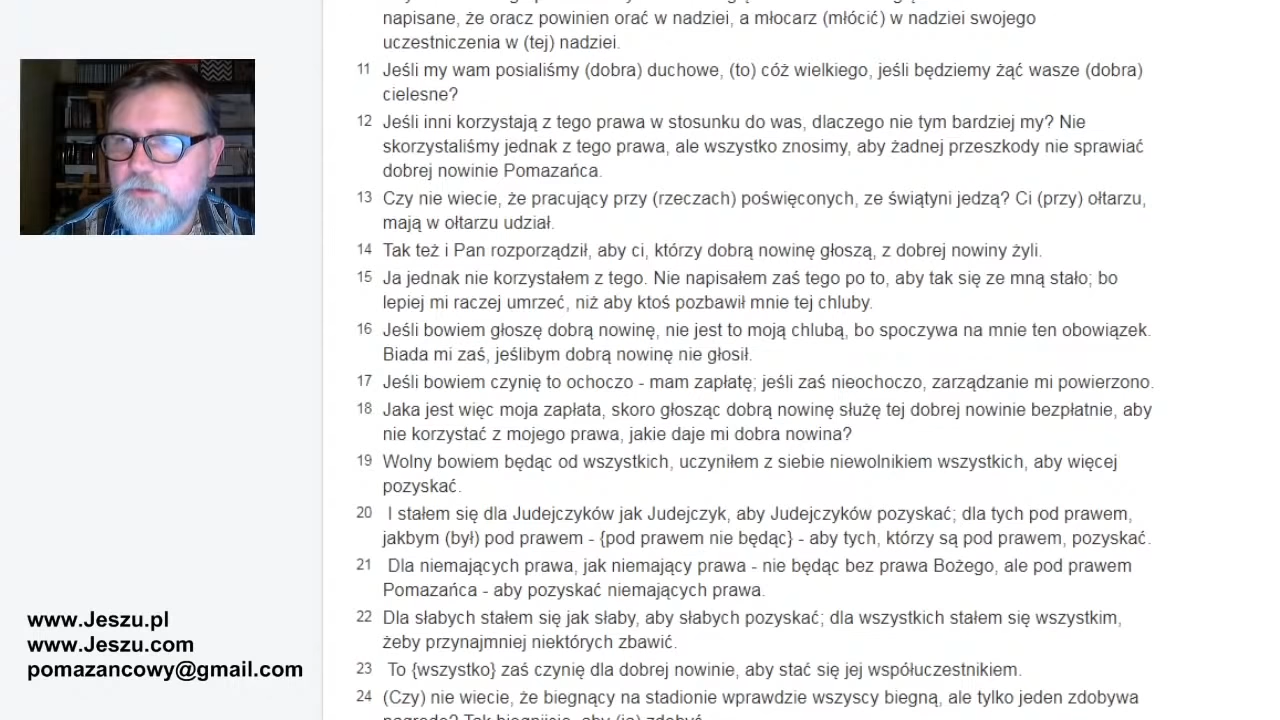 napisane, że oracz powinien orać w nadziei, a młocarz (młócić) w nadziei swojego
uczestniczenia w (tej) nadziei.
11 Jeśli my wam posialiśmy (dobra) duchowe, (to) cóż wielkiego, jeśli będziemy żąć wasze (dobra)
cielesne?
12 Jeśli inni korzystają z tego prawa w stosunku do was, dlaczego nie tym bardziej my? Nie
skorzystaliśmy jednak z tego prawa, ale wszystko znosimy, aby żadnej przeszkody nie sprawiać
dobrej nowinie Pomazańca.
13 Czy nie wiecie, że pracujący przy (rzeczach) poświęconych, ze świątyni jedzą? Ci (przy) ołtarzu,
mają w ołtarzu udział.
14 Tak też i Pan rozporządził, aby ci, którzy dobrą nowinę głoszą, z dobrej nowiny żyli.
15 Ja jednak nie korzystałem z tego. Nie napisałem zaś tego po to, aby tak się ze mną stało; bo
lepiej mi raczej umrzeć, niż aby ktoś pozbawił mnie tej chluby.
16 Jeśli bowiem głoszę dobrą nowinę, nie jest to moją chlubą, bo spoczywa na mnie ten obowiązek.
Biada mi zaś, jeślibym dobrą nowinę nie głosił.
17 Jeśli bowiem czynię to ochoczo - mam zapłatę; jeśli zaś nieochoczo, zarządzanie mi powierzono.
18 Jaka jest więc moja zapłata, skoro głosząc dobrą nowinę służę tej dobrej nowinie bezpłatnie, aby
nie korzystać z mojego prawa, jakie daje mi dobra nowina?
19 Wolny bowiem będąc od wszystkich, uczyniłem z siebie niewolnikiem wszystkich, aby więcej
pozyskać.
20 I stałem się dla Judejczyków jak Judejczyk, aby Judejczyków pozyskać; dla tych pod prawem,
jakbym (był) pod prawem - {pod prawem nie będąc} - aby tych, którzy są pod prawem, pozyskać.
21 Dla niemających prawa, jak niemający prawa - nie będąc bez prawa Bożego, ale pod prawem
Pomazańca - aby pozyskać niemających prawa.
22 Dla słabych stałem się jak słaby, aby słabych pozyskać; dla wszystkich stałem się wszystkim,
żeby przynajmniej niektórych zbawić.
23 To {wszystko} zaś czynię dla dobrej nowinie, aby stać się jej współuczestnikiem.
24 (Czy) nie wiecie, że biegnący na stadionie wprawdzie wszyscy biegną, ale tylko jeden zdobywa
www.Jeszu.pl
www.Jeszu.com
pomazancowy@gmail.com